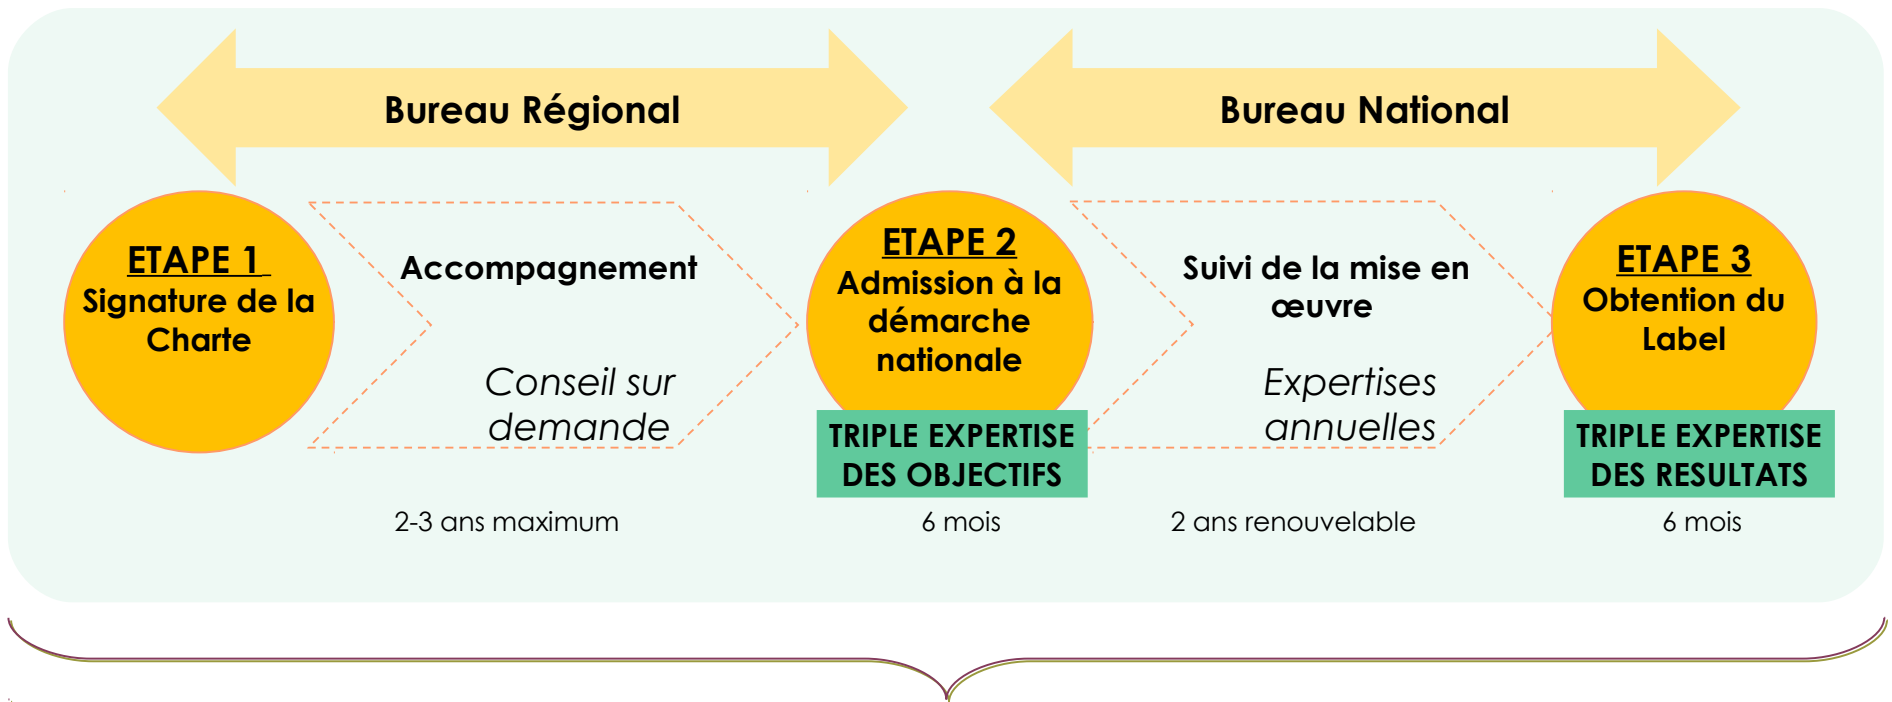 Bureau Régional
Bureau National
ETAPE 1
Signature de la
Charte
Accompagnement
Conseil sur
demande
ETAPE 2
Admission à la
démarche
nationale
TRIPLE EXPERTISE
DES OBJECTIFS
Suivi de la mise en
œuvre
Expertises
annuelles
ETAPE 3
Obtention du
Label
TRIPLE EXPERTISE
DES RESULTATS
2-3 ans maximum
6 mois
2 ans renouvelable
6 mois